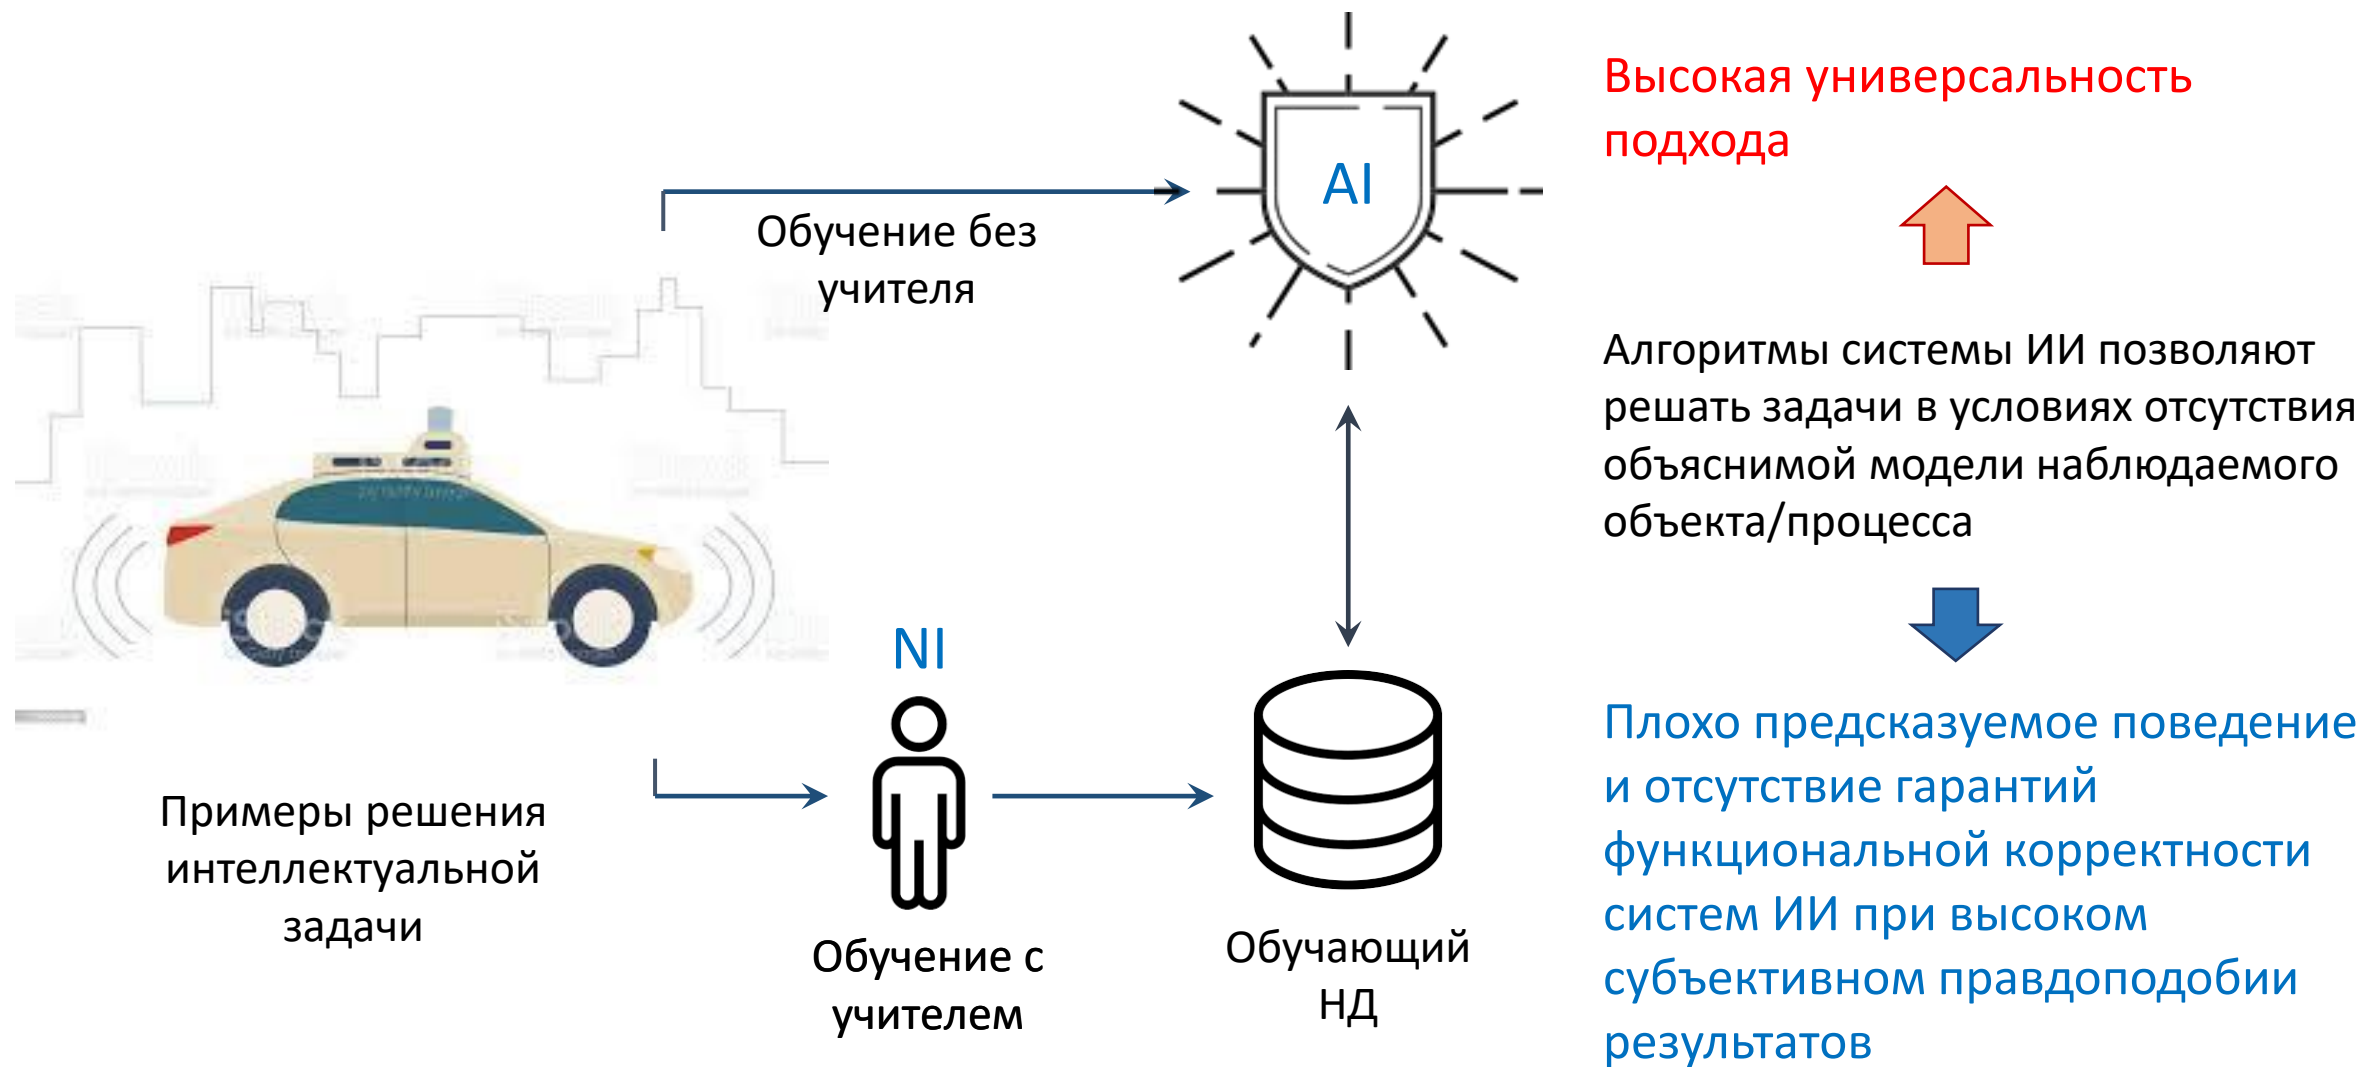 Высокая универсальность
подхода
AI
Обучение без
учителя
Алгоритмы системы ИИ позволяют
решать задачи в условиях отсутствия
объяснимой модели наблюдаемого
объекта/процесса
NI
Примеры решения
интеллектуальной
задачи
Обучение с
учителем
Обучающий
НД
Плохо предсказуемое поведение
и отсутствие гарантий
функциональной корректности
систем ИИ при высоком
субъективном правдоподобии
результатов